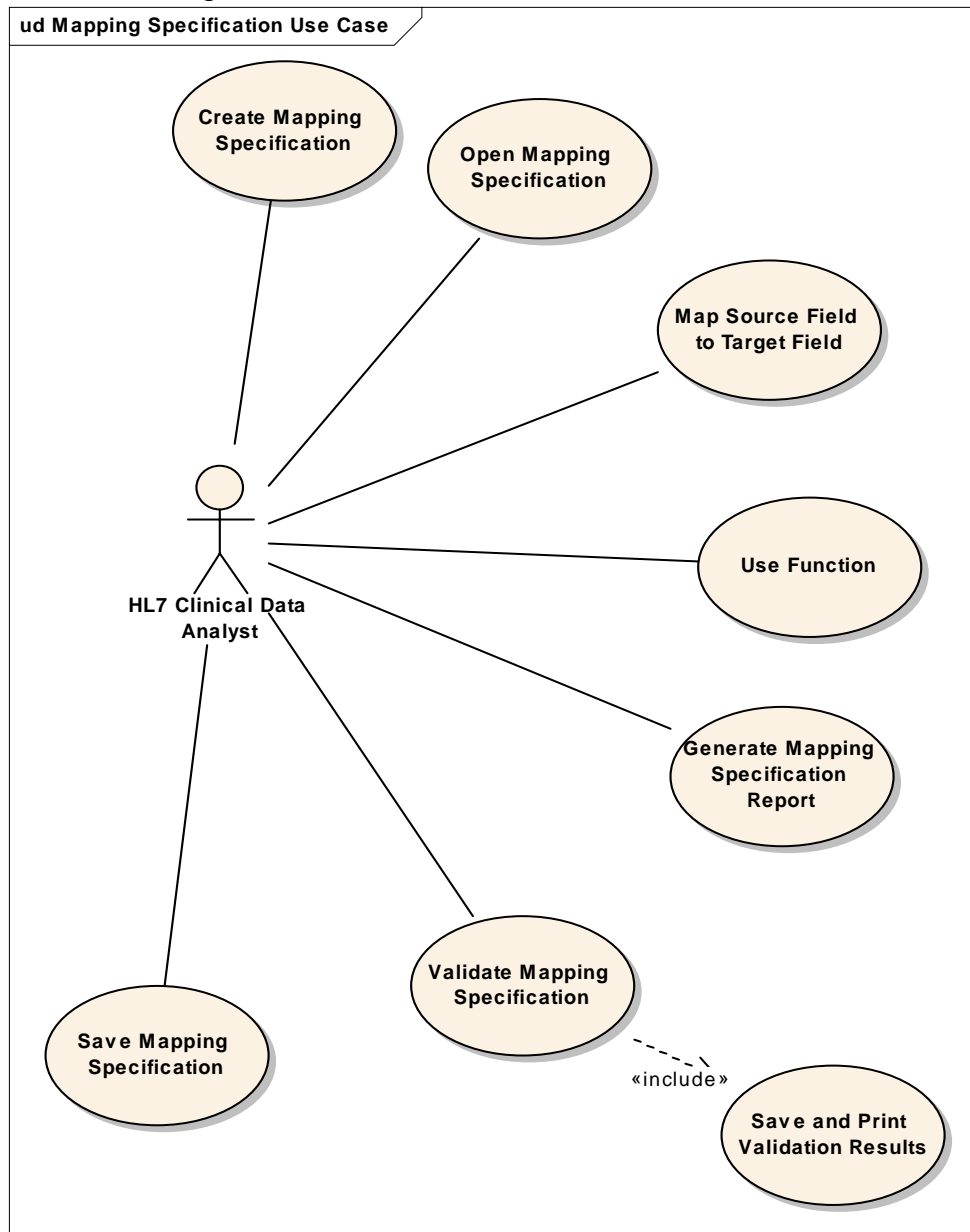 ud Mapping Specification Use Case
Create Mapping
Specification
Open Mapping
Specification
Map Source Field
to Target Field
Use Function
HL7 Clinical Data
Analyst
Generate Mapping
Specification
Report
Validate Mapping
Specification
Save Mapping
Specification
«include»
Save and Print
Validation Results